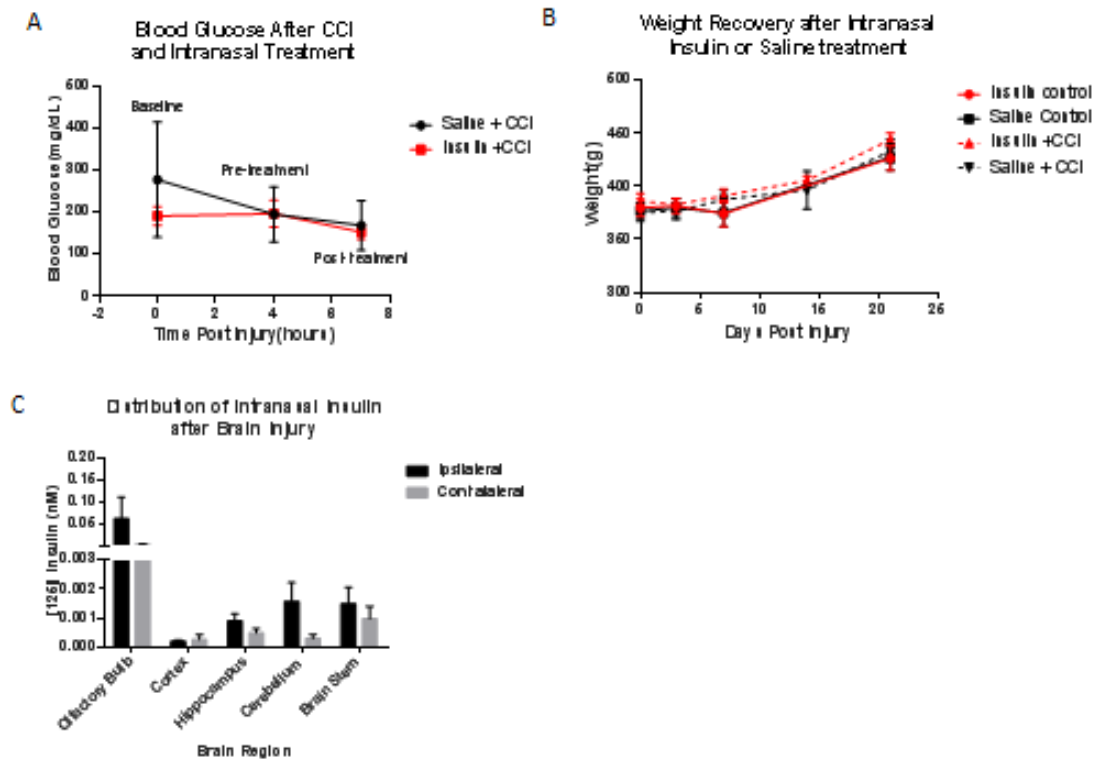 A
Blood Glucose After CCI
and Intranasal Treatment
Blood Glucose (mg/dL)
600
400
300
200
100
0
Baseline
Pre-treatment
Post-treatment
-2
0
2
4
6
8
Time Post Injury (hours)
Saline + CCI
Insulin +CCI
B
Weight Recovery after Intranasal
Insulin or Saline treatment
Weight(g)
600
460
400
360
300
0
6
10
16
20
26
Days Post Injury
Insulin control
Saline Control
Insulin +CCI
Saline + CCI
C
Distribution of Intranasal Insulin
after Brain Injury
[126] Insulin (nM)
0.20
0.16
0.10
0.06
0.003
0.002
0.001
0.000
Olfactory Bulb
Cortex
Hippocampus
Cerebellum
Brain Stem
Brain Region
Ipsilateral
Contralateral